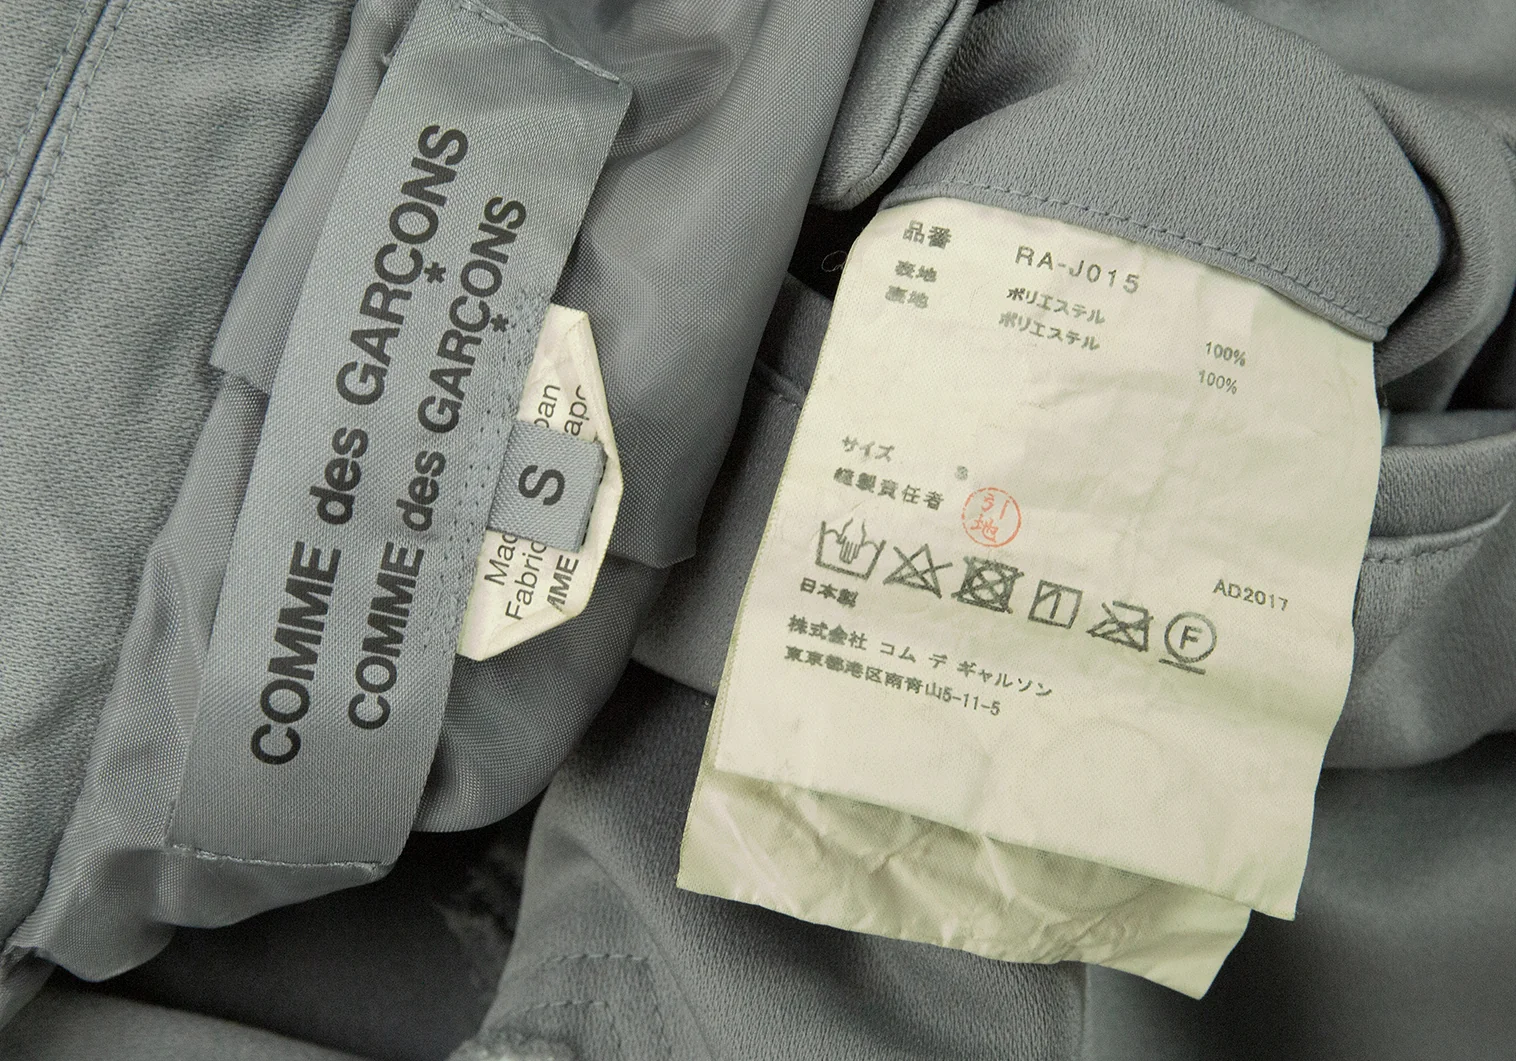 COMME des GARÇONS
*
COMME des GARÇONS
*
S
Mad
Fabric
MME
品番 RA-J015
表地 ポリエステル 100%
裏地 ポリエステル 100%
サイズ S
縫製責任者 引地
AD2017
F
日本製
株式会社 コム デ ギャルソン
東京都港区南青山5-11-5